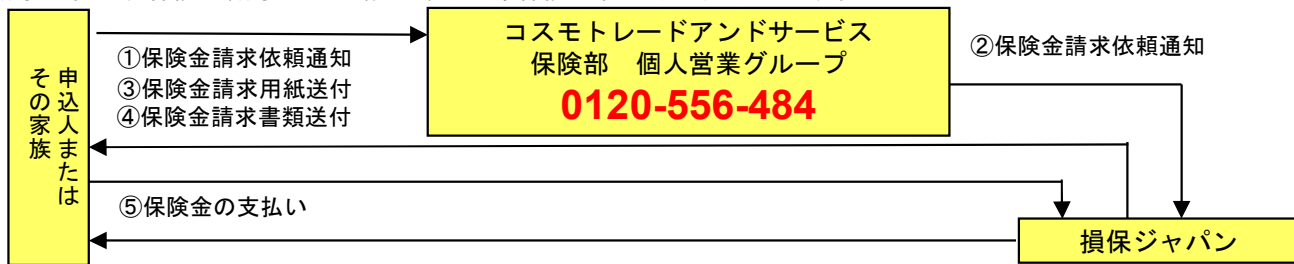 申込人または
その家族
①保険金請求依頼通知
③保険金請求用紙送付
④保険金請求書類送付
コスモトレードアンドサービス
保険部 個人営業グループ
0120-556-484
②保険金請求依頼通知
⑤保険金の支払い
損保ジャパン